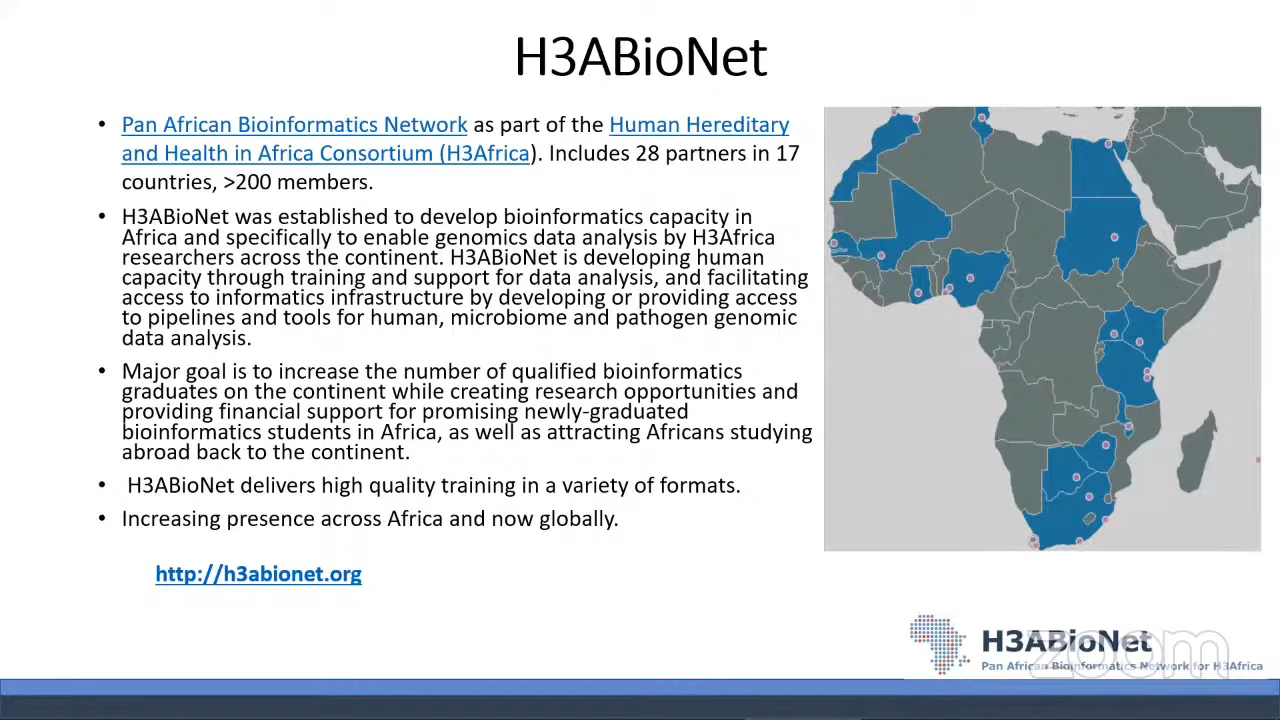 H3ABioNet
• Pan African Bioinformatics Network as part of the Human Hereditary
and Health in Africa Consortium (H3Africa). Includes 28 partners in 17
countries, >200 members.
• H3ABioNet was established to develop bioinformatics capacity in
Africa and specifically to enable genomics data analysis by H3Africa
researchers across the continent. H3ABioNet is developing human
capacity through training and support for data analysis, and facilitating
access to informatics infrastructure by developing or providing access
to pipelines and tools for human, microbiome and pathogen genomic
data analysis.
• Major goal is to increase the number of qualified bioinformatics
graduates on the continent while creating research opportunities and
providing financial support for promising newly-graduated
bioinformatics students in Africa, as well as attracting Africans studying
abroad back to the continent.
• H3ABioNet delivers high quality training in a variety of formats.
• Increasing presence across Africa and now globally.
http://h3abionet.org
H3ABioNet
zoom
Pan African Bioinformatics Network for H3Africa